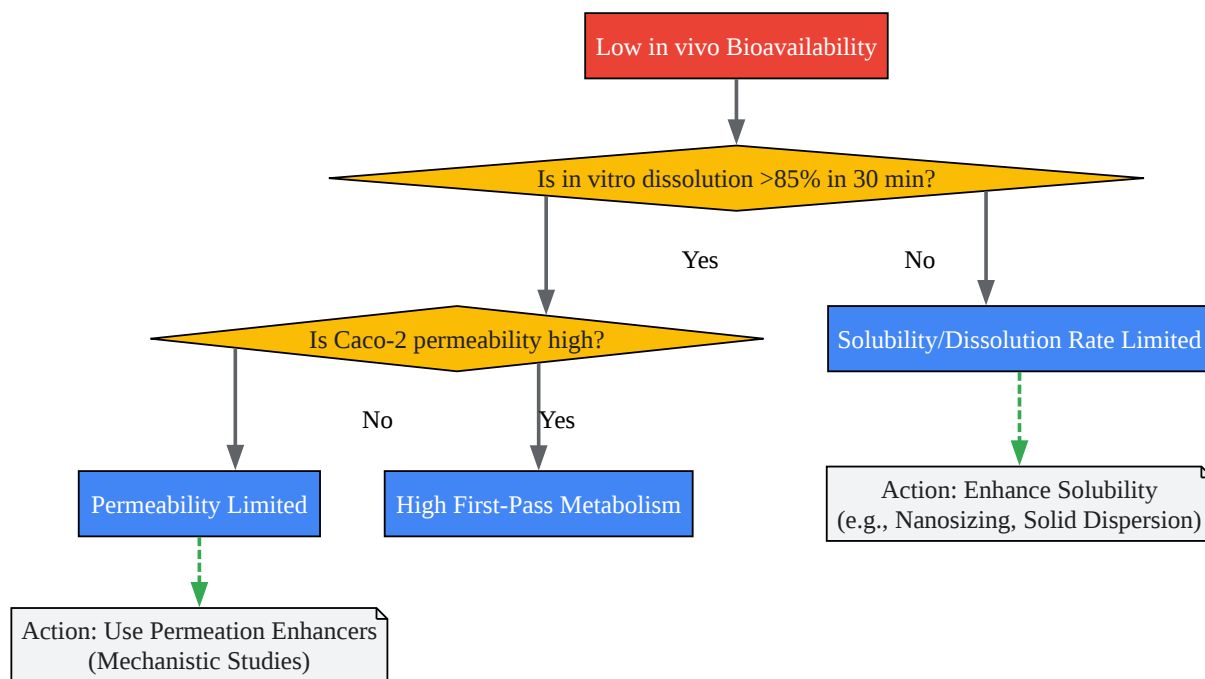 Low in vivo Bioavailability
Is in vitro dissolution >85% in 30 min?
Yes
No
Is Caco-2 permeability high?
Solubility/Dissolution Rate Limited
No
Yes
Permeability Limited
High First-Pass Metabolism
Action: Enhance Solubility
(e.g., Nanosizing, Solid Dispersion)
Action: Use Permeation Enhancers
(Mechanistic Studies)